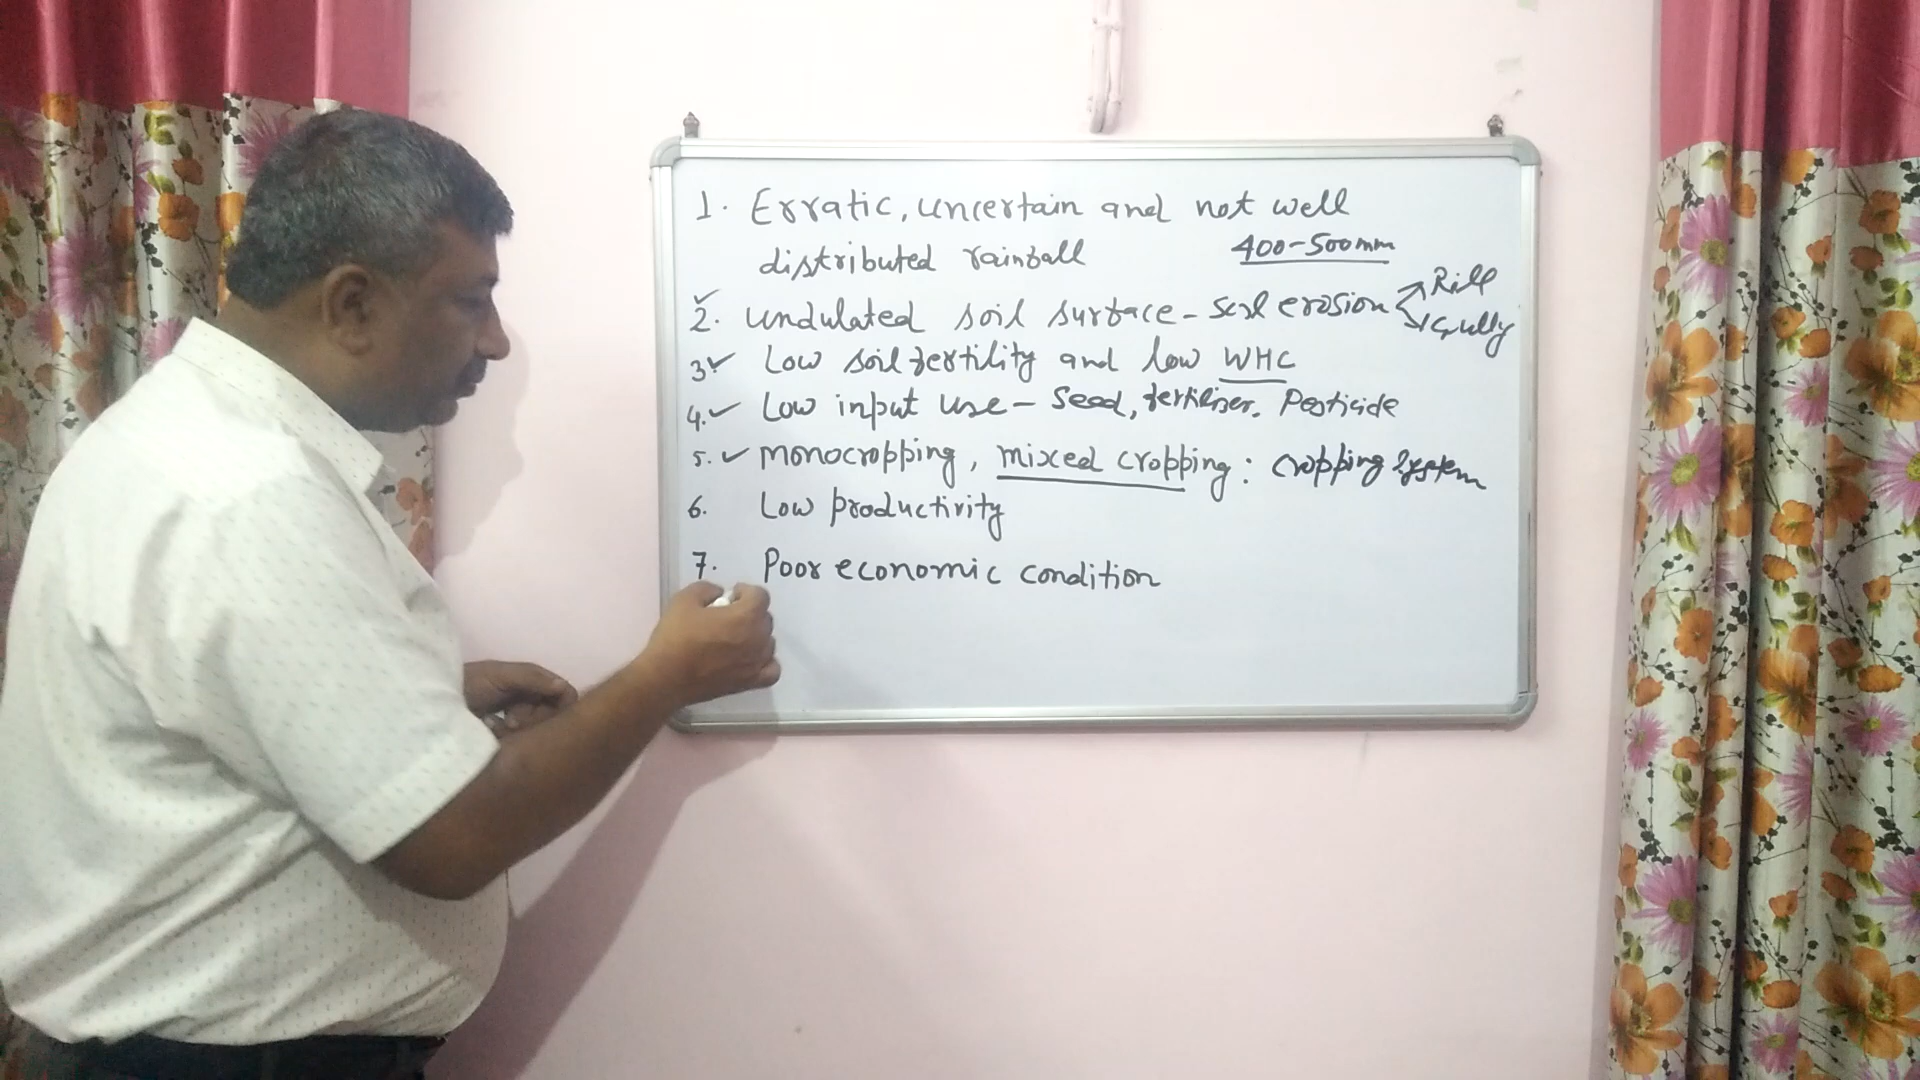 1. Erratic, uncertain and not well
distributed rainfall 400-500mm
2. undulated soil surface - soil erosion Rill
Gully
3. Low soil fertility and low WHC
4. Low input use - Seed, fertilizer, Pesticide
5. monocropping, mixed cropping : cropping system
6. Low productivity
7. Poor economic condition